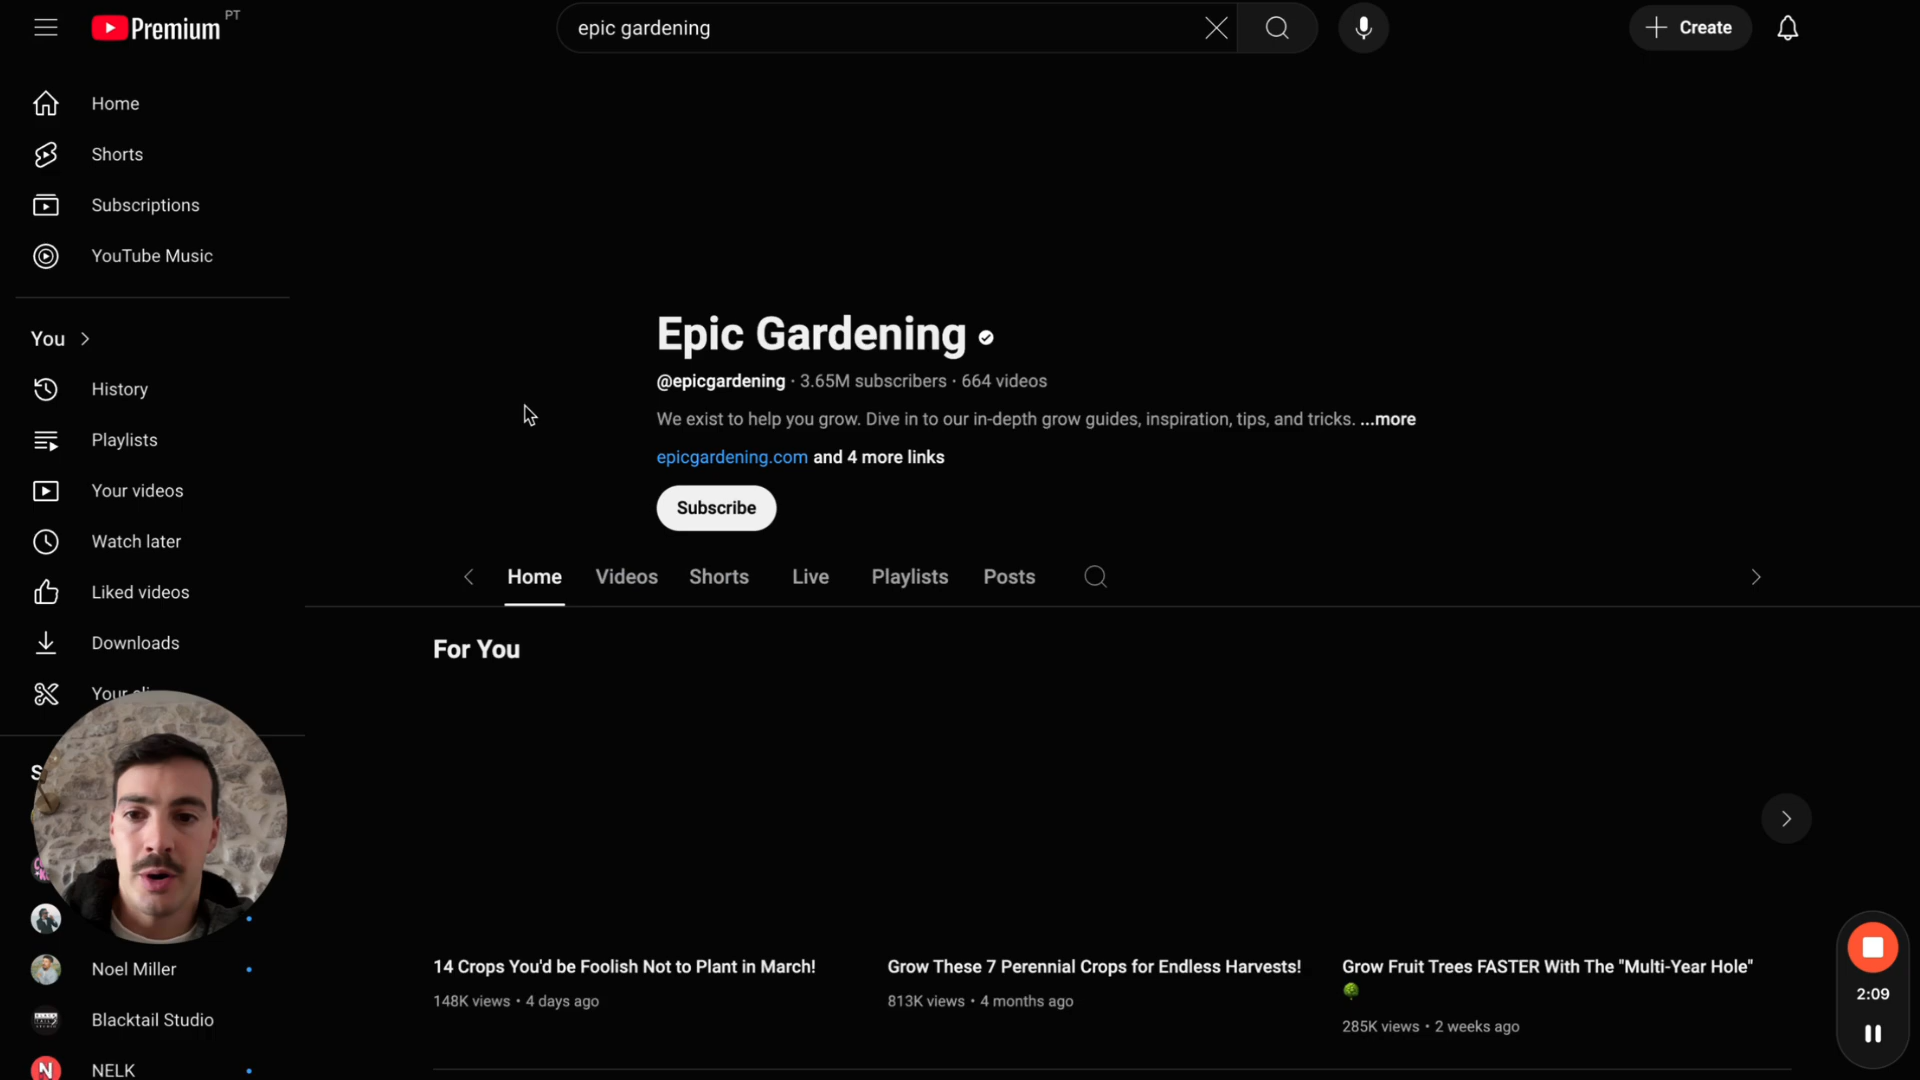 Premium PT
epic gardening
Create
Home
Shorts
Subscriptions
YouTube Music
You
History
Playlists
Your videos
Watch later
Liked videos
Downloads
Your
Noel Miller
Blacktail Studio
NELK
Epic Gardening
@epicgardening · 3.65M subscribers · 664 videos
We exist to help you grow. Dive in to our in-depth grow guides, inspiration, tips, and tricks. ...more
epicgardening.com and 4 more links
Subscribe
Home Videos Shorts Live Playlists Posts
For You
14 Crops You'd be Foolish Not to Plant in March!
148K views • 4 days ago
Grow These 7 Perennial Crops for Endless Harvests!
813K views • 4 months ago
Grow Fruit Trees FASTER With The "Multi-Year Hole"
🌳
285K views • 2 weeks ago
2:09